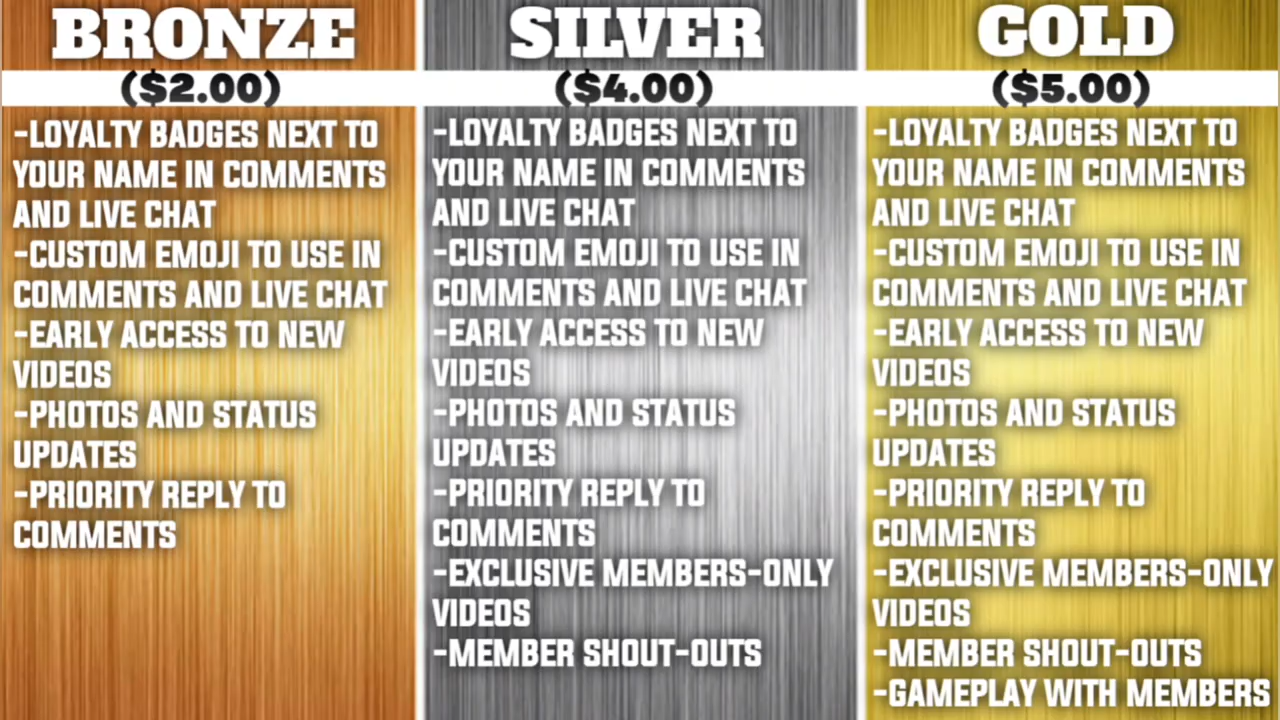 BRONZE
($2.00)
-LOYALTY BADGES NEXT TO
YOUR NAME IN COMMENTS
AND LIVE CHAT
-CUSTOM EMOJI TO USE IN
COMMENTS AND LIVE CHAT
-EARLY ACCESS TO NEW
VIDEOS
-PHOTOS AND STATUS
UPDATES
-PRIORITY REPLY TO
COMMENTS
SILVER
($4.00)
-LOYALTY BADGES NEXT TO
YOUR NAME IN COMMENTS
AND LIVE CHAT
-CUSTOM EMOJI TO USE IN
COMMENTS AND LIVE CHAT
-EARLY ACCESS TO NEW
VIDEOS
-PHOTOS AND STATUS
UPDATES
-PRIORITY REPLY TO
COMMENTS
-EXCLUSIVE MEMBERS-ONLY
VIDEOS
-MEMBER SHOUT-OUTS
GOLD
($5.00)
-LOYALTY BADGES NEXT TO
YOUR NAME IN COMMENTS
AND LIVE CHAT
-CUSTOM EMOJI TO USE IN
COMMENTS AND LIVE CHAT
-EARLY ACCESS TO NEW
VIDEOS
-PHOTOS AND STATUS
UPDATES
-PRIORITY REPLY TO
COMMENTS
-EXCLUSIVE MEMBERS-ONLY
VIDEOS
-MEMBER SHOUT-OUTS
-GAMEPLAY WITH MEMBERS